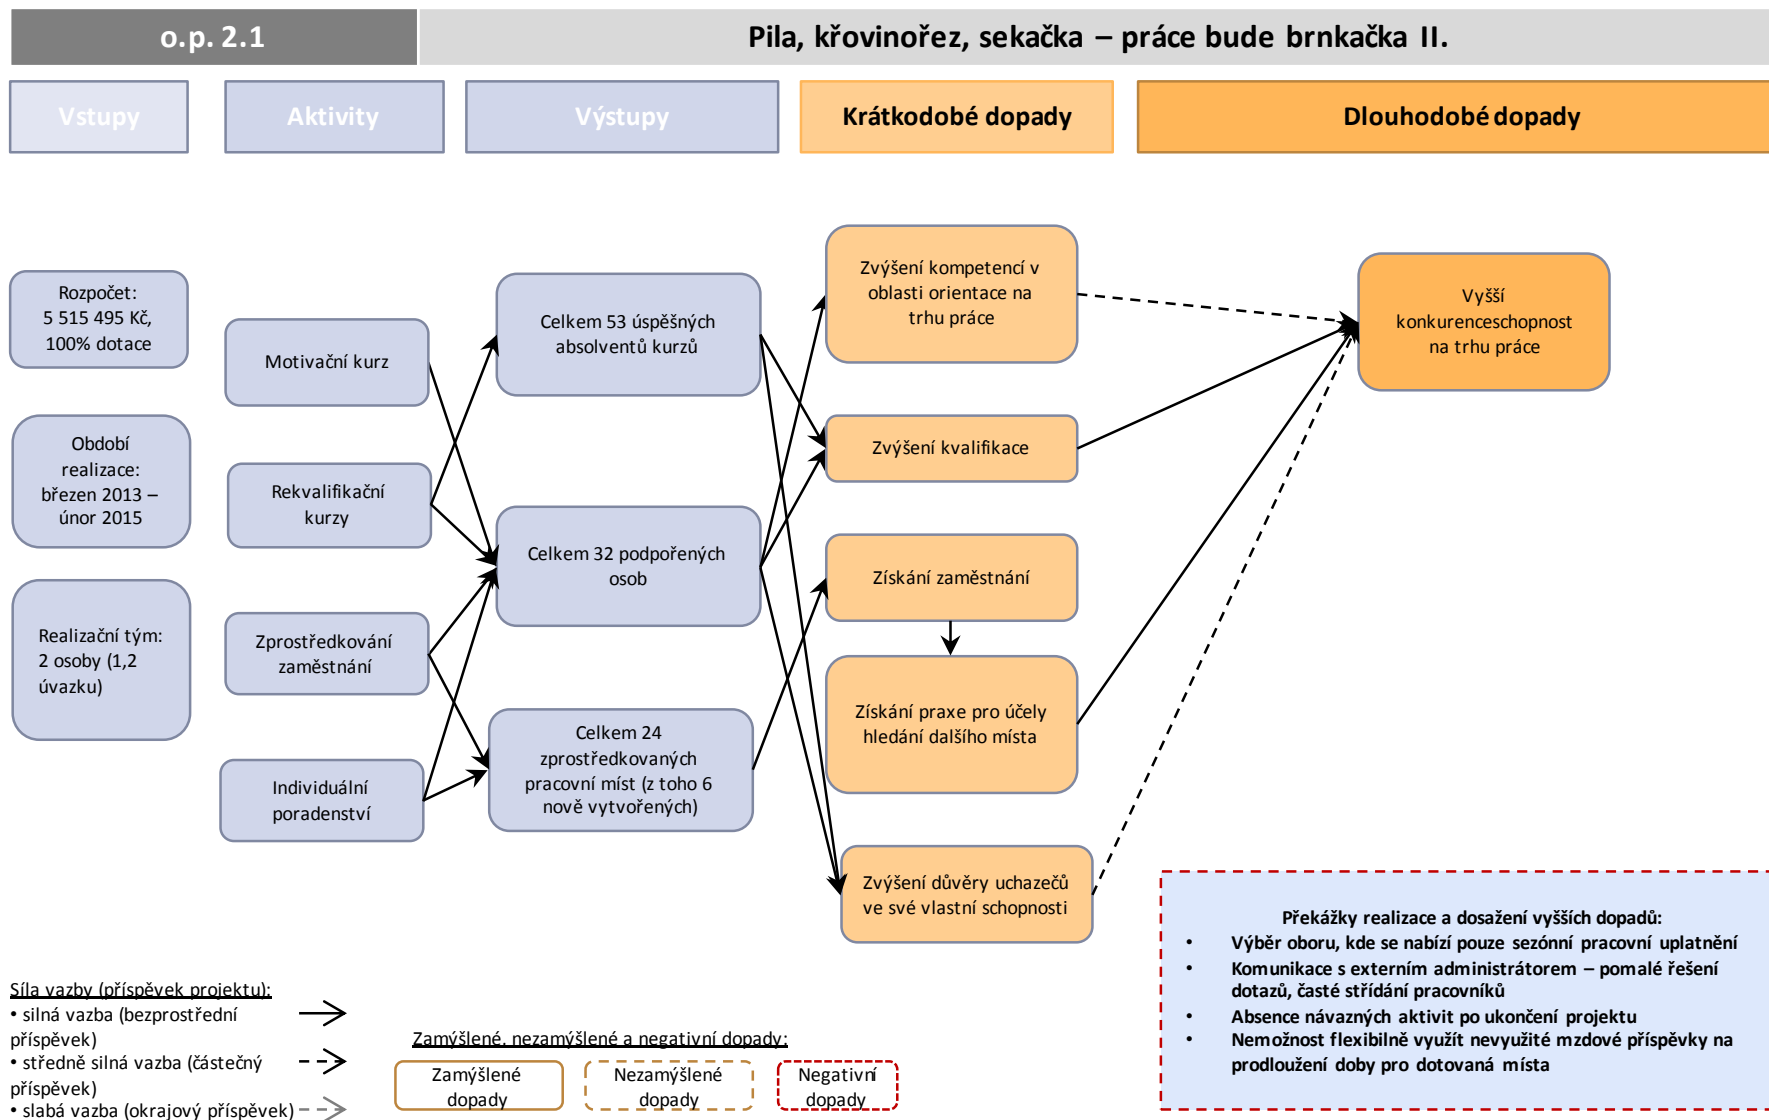 o.p. 2.1
Pila, křovinořez, sekačka – práce bude brnkačka II.
Vstupy
Aktivity
Výstupy
Krátkodobé dopady
Dlouhodobé dopady
Rozpočet:
5 515 495 Kč,
100% dotace
Období
realizace:
březen 2013 –
únor 2015
Realizační tým:
2 osoby (1,2
úvazku)
Motivační kurz
Rekvalifikační
kurzy
Zprostředkování
zaměstnání
Individuální
poradenství
Celkem 53 úspěšných
absolventů kurzů
Celkem 32 podpořených
osob
Celkem 24
zprostředkovaných
pracovní míst (z toho 6
nově vytvořených)
Zvýšení kompetencí v
oblasti orientace na
trhu práce
Zvýšení kvalifikace
Získání zaměstnání
Získání praxe pro účely
hledání dalšího místa
Zvýšení důvěry uchazečů
ve své vlastní schopnosti
Vyšší
konkurenceschopnost
na trhu práce
Překážky realizace a dosažení vyšších dopadů:
• Výběr oboru, kde se nabízí pouze sezónní pracovní uplatnění
• Komunikace s externím administrátorem – pomalé řešení
dotazů, časté střídání pracovníků
• Absence návazných aktivit po ukončení projektu
• Nemožnost flexibilně využít nevyužité mzdové příspěvky na
prodloužení doby pro dotovaná místa
Síla vazby (příspěvek projektu):
• silná vazba (bezprostřední
příspěvek)
• středně silná vazba (částečný
příspěvek)
• slabá vazba (okrajový příspěvek)
Zamýšlené, nezamýšlené a negativní dopady:
Zamýšlené
dopady
Nezamýšlené
dopady
Negativní
dopady